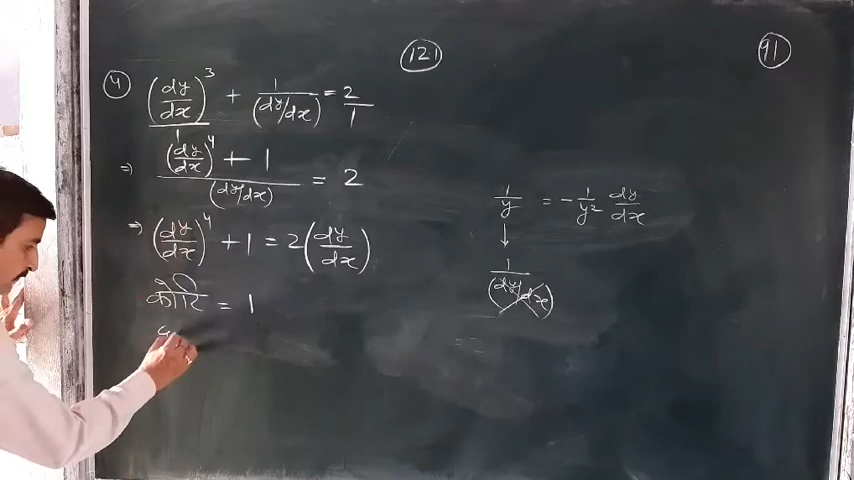 121
91
4 (dy/dx)³ + 1/(dy/dx) = 2/1
⇒ ((dy/dx)⁴ + 1)/(dy/dx) = 2
⇒ (dy/dx)⁴ + 1 = 2(dy/dx)
कोटि = 1
1/y = -1/y² dy/dx
↓
1/(dy/dx)